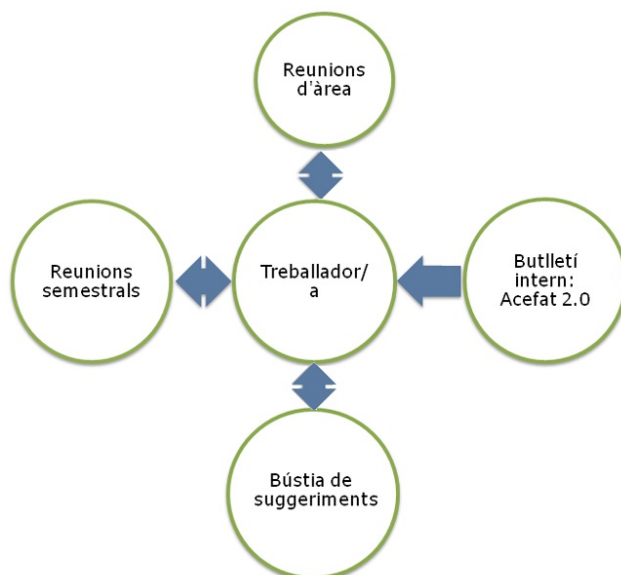 Reunions
d'àrea
Reunions
semestrals
Treballador/
a
Butlletí
intern:
Acefat 2.0
Bústia de
suggeriments